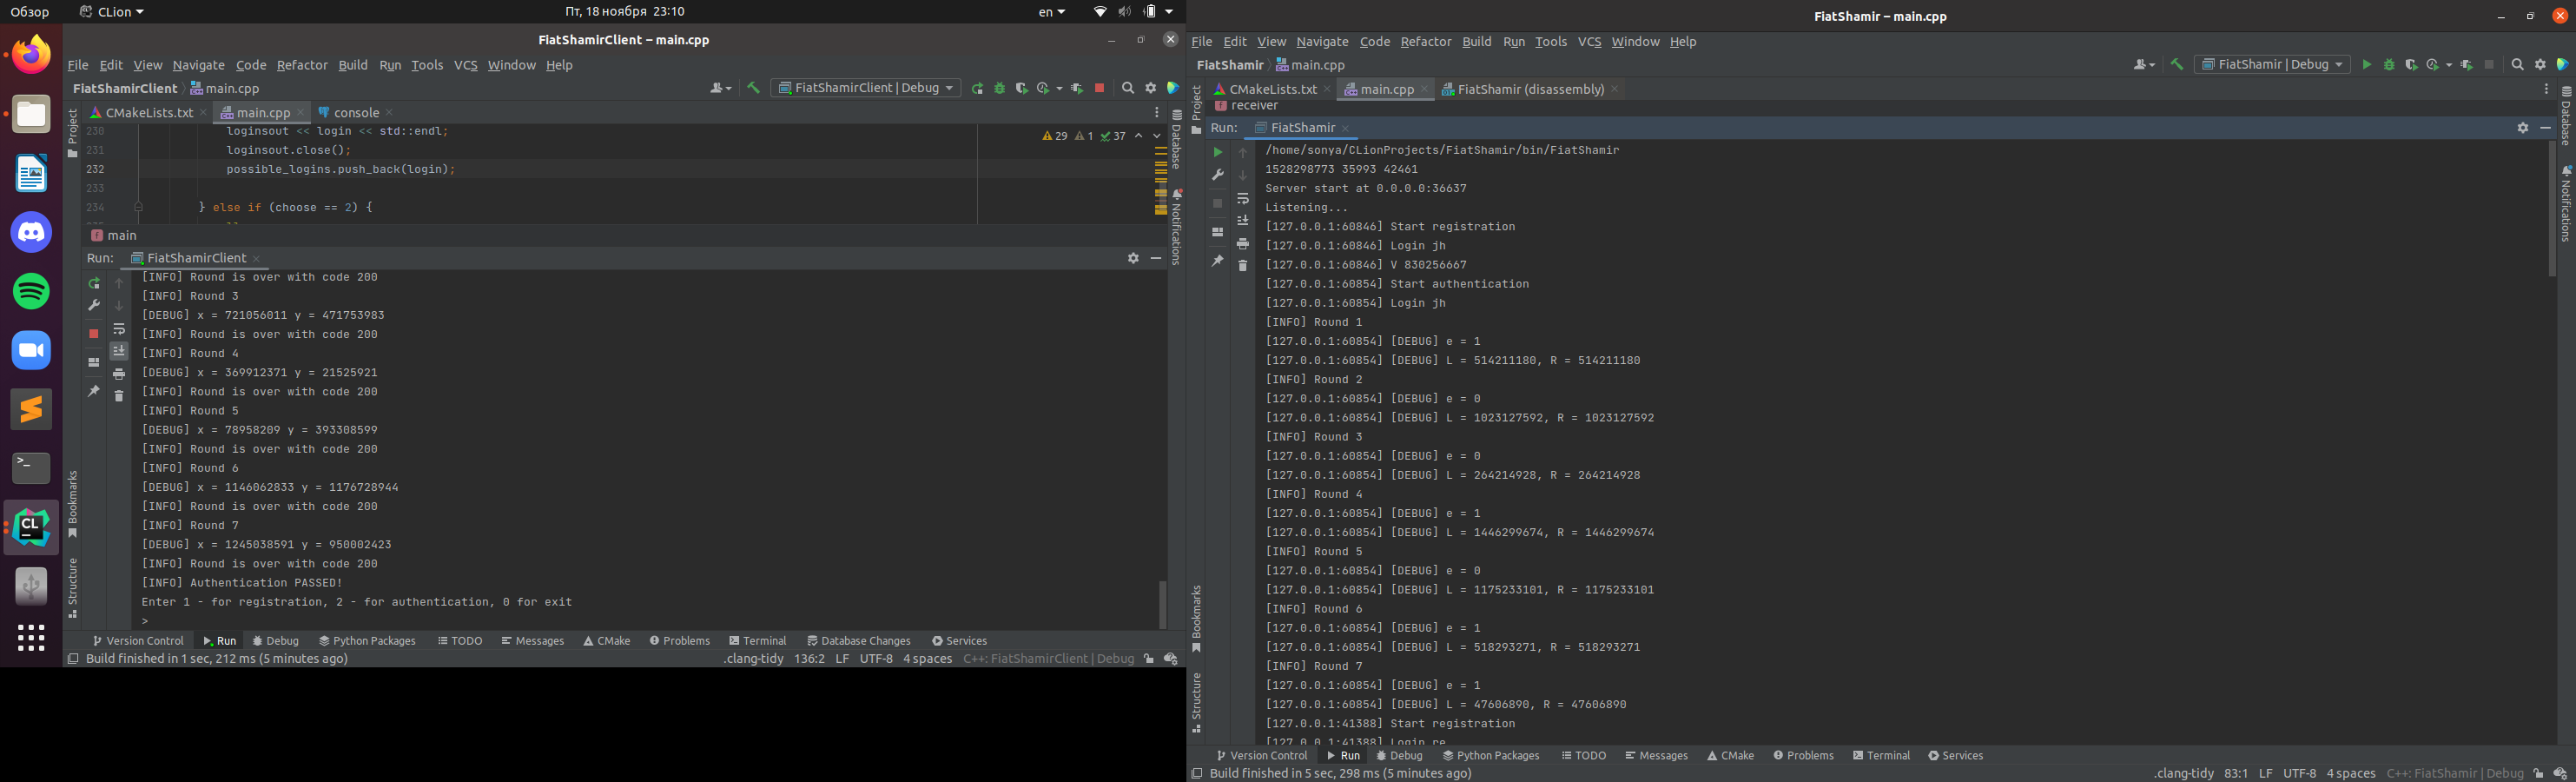 Обзор
CLion
Пт, 18 ноября 23:10
en
FiatShamirClient – main.cpp
File Edit View Navigate Code Refactor Build Run Tools VCS Window Help
FiatShamirClient main.cpp
FiatShamirClient | Debug
CMakeLists.txt main.cpp console
Project
230 loginsout << login << std::endl;
231 loginsout.close();
232 possible_logins.push_back(login);
233
234 } else if (choose == 2) {
29 1 37
Database
Notifications
main
Run: FiatShamirClient
[INFO] Round is over with code 200
[INFO] Round 3
[DEBUG] x = 721056011 y = 471753983
[INFO] Round is over with code 200
[INFO] Round 4
[DEBUG] x = 369912371 y = 21525921
[INFO] Round is over with code 200
[INFO] Round 5
[DEBUG] x = 78958209 y = 393308599
[INFO] Round is over with code 200
[INFO] Round 6
[DEBUG] x = 1146062833 y = 1176728944
[INFO] Round is over with code 200
[INFO] Round 7
[DEBUG] x = 1245038591 y = 950002423
[INFO] Round is over with code 200
[INFO] Authentication PASSED!
Enter 1 - for registration, 2 - for authentication, 0 for exit
>
Bookmarks
Structure
Version Control Run Debug Python Packages TODO Messages CMake Problems Terminal Database Changes Services
Build finished in 1 sec, 212 ms (5 minutes ago)
.clang-tidy 136:2 LF UTF-8 4 spaces C++: FiatShamirClient | Debug
FiatShamir – main.cpp
File Edit View Navigate Code Refactor Build Run Tools VCS Window Help
FiatShamir main.cpp
FiatShamir | Debug
CMakeLists.txt main.cpp FiatShamir (disassembly)
Project
receiver
Run: FiatShamir
Database
Notifications
/home/sonya/CLionProjects/FiatShamir/bin/FiatShamir
1528298773 35993 42461
Server start at 0.0.0.0:36637
Listening...
[127.0.0.1:60846] Start registration
[127.0.0.1:60846] Login jh
[127.0.0.1:60846] V 830256667
[127.0.0.1:60854] Start authentication
[127.0.0.1:60854] Login jh
[INFO] Round 1
[127.0.0.1:60854] [DEBUG] e = 1
[127.0.0.1:60854] [DEBUG] L = 514211180, R = 514211180
[INFO] Round 2
[127.0.0.1:60854] [DEBUG] e = 0
[127.0.0.1:60854] [DEBUG] L = 1023127592, R = 1023127592
[INFO] Round 3
[127.0.0.1:60854] [DEBUG] e = 0
[127.0.0.1:60854] [DEBUG] L = 264214928, R = 264214928
[INFO] Round 4
[127.0.0.1:60854] [DEBUG] e = 1
[127.0.0.1:60854] [DEBUG] L = 1446299674, R = 1446299674
[INFO] Round 5
[127.0.0.1:60854] [DEBUG] e = 0
[127.0.0.1:60854] [DEBUG] L = 1175233101, R = 1175233101
[INFO] Round 6
[127.0.0.1:60854] [DEBUG] e = 1
[127.0.0.1:60854] [DEBUG] L = 518293271, R = 518293271
[INFO] Round 7
[127.0.0.1:60854] [DEBUG] e = 1
[127.0.0.1:60854] [DEBUG] L = 47606890, R = 47606890
[127.0.0.1:41388] Start registration
[127.0.0.1:41388] Login re
Bookmarks
Structure
Version Control Run Debug Python Packages TODO Messages CMake Problems Terminal Services
Build finished in 5 sec, 298 ms (5 minutes ago)
.clang-tidy 83:1 LF UTF-8 4 spaces C++: FiatShamir | Debug